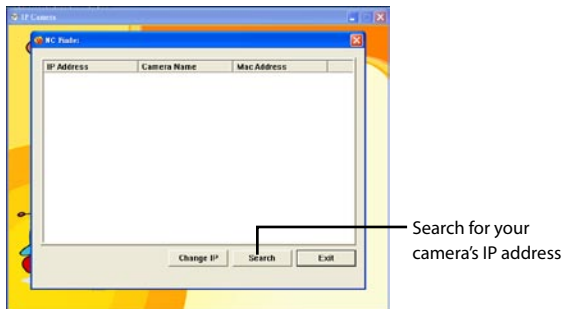 IP Camera
NC Finder
IP Address Camera Name Mac Address
Change IP Search Exit
Search for your
camera's IP address